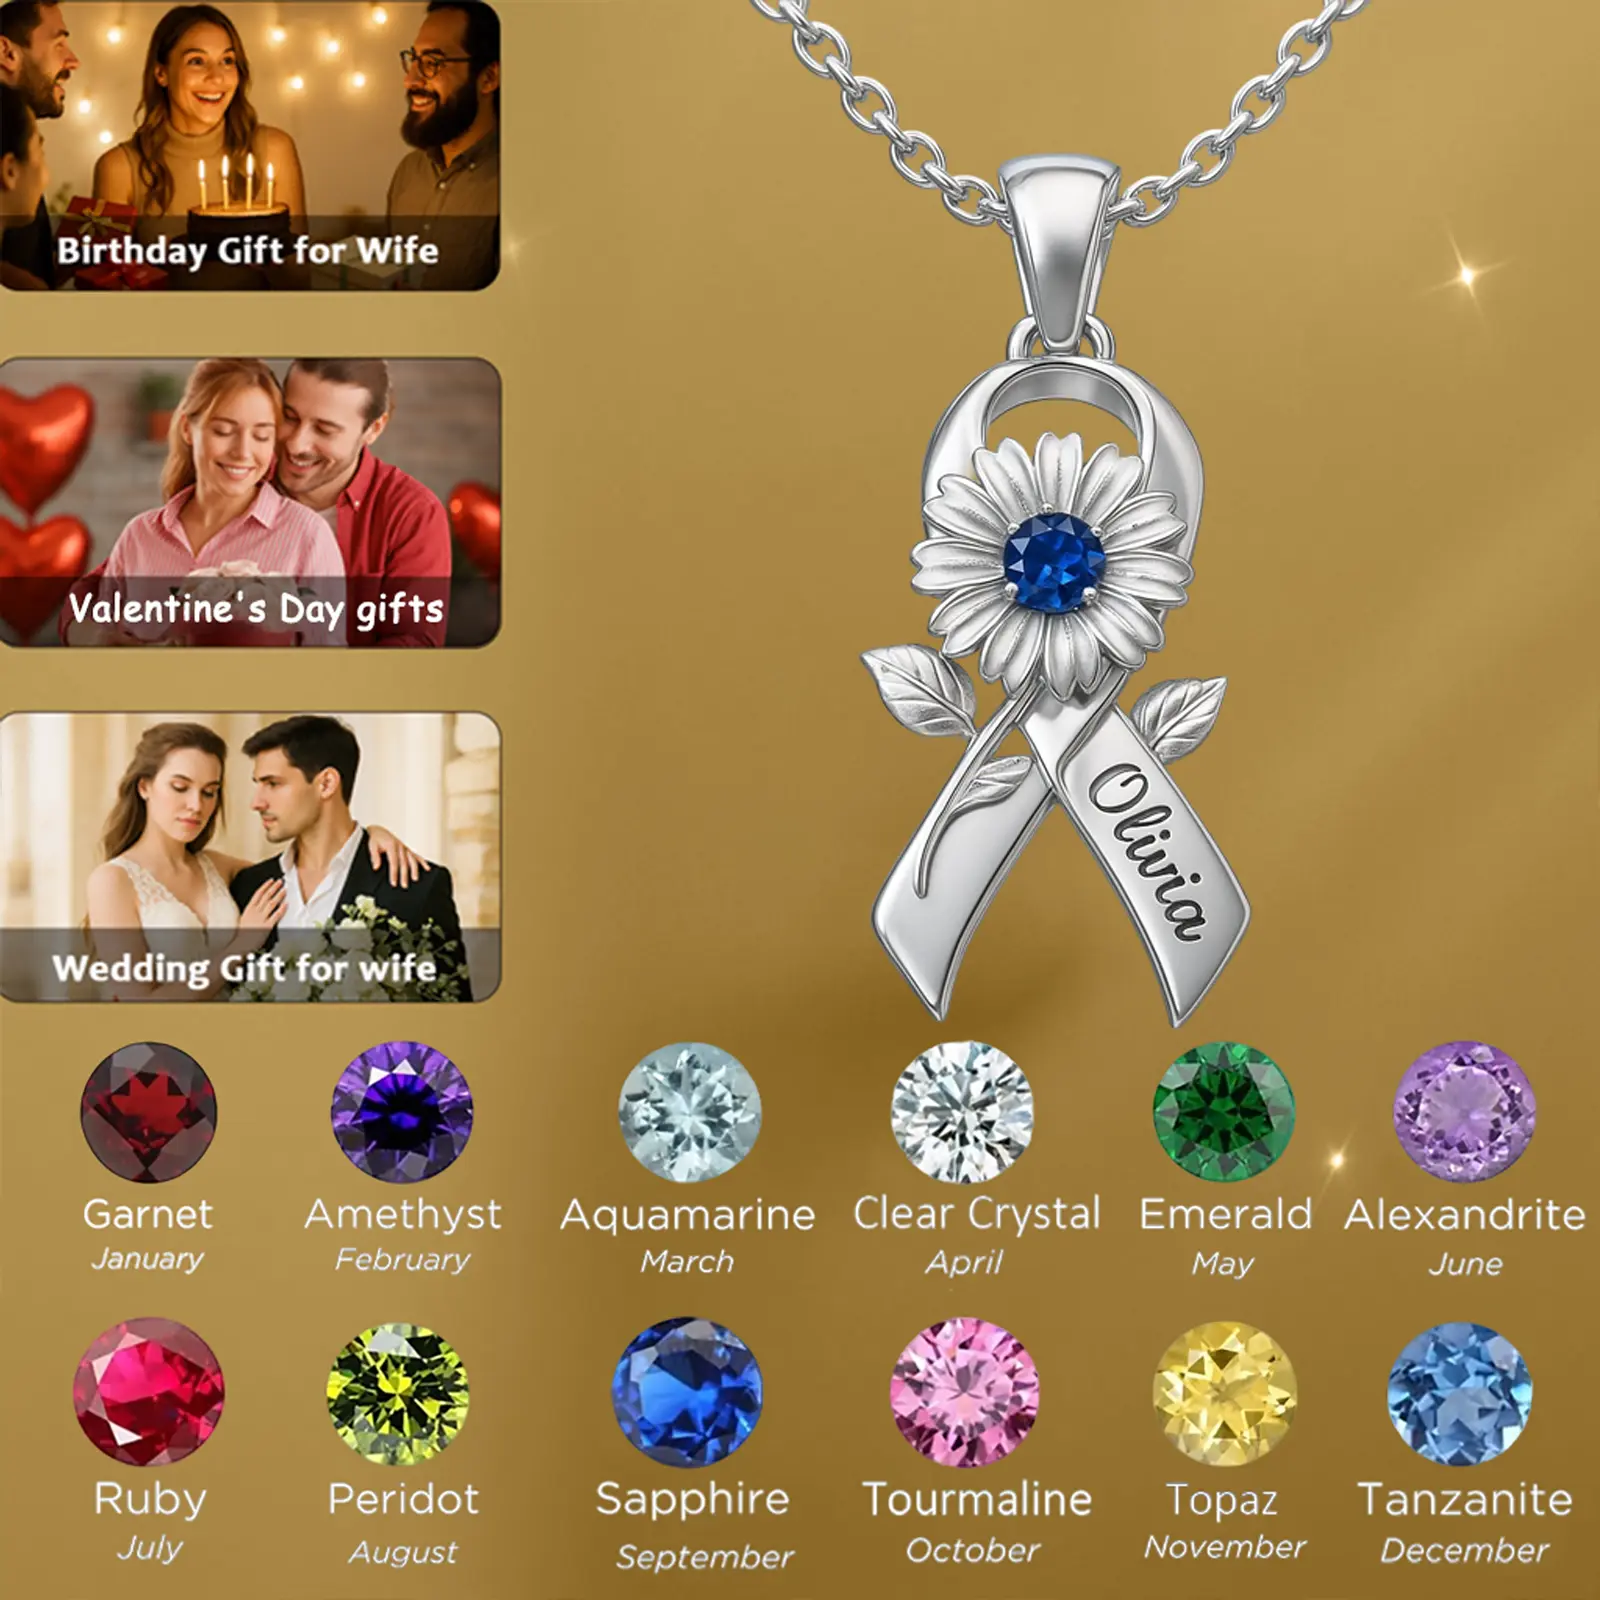 Birthday Gift for Wife
Valentine's Day gifts
Wedding Gift for wife
Olivia
Garnet
January
Amethyst
February
Aquamarine
March
Clear Crystal
April
Emerald
May
Alexandrite
June
Ruby
July
Peridot
August
Sapphire
September
Tourmaline
October
Topaz
November
Tanzanite
December